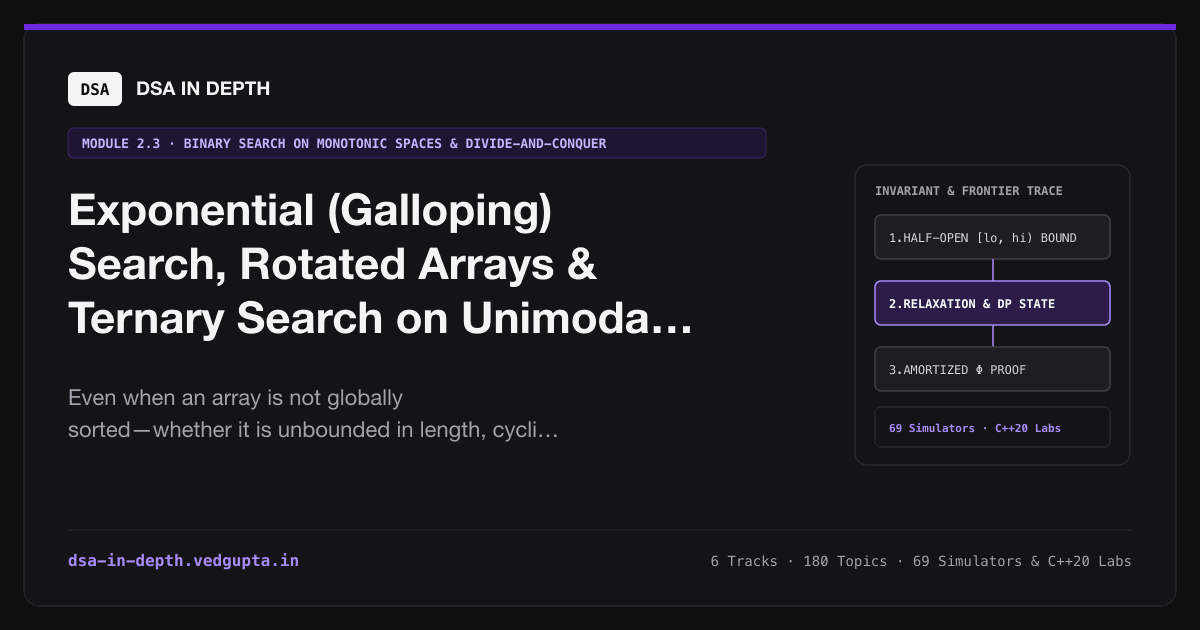 DSA DSA IN DEPTH
MODULE 2.3 · BINARY SEARCH ON MONOTONIC SPACES & DIVIDE-AND-CONQUER
Exponential (Galloping)
Search, Rotated Arrays &
Ternary Search on Unimoda...
Even when an array is not globally
sorted—whether it is unbounded in length, cycli...
INVARIANT & FRONTIER TRACE
1.HALF-OPEN [lo, hi) BOUND
2.RELAXATION & DP STATE
3.AMORTIZED Φ PROOF
69 Simulators · C++20 Labs
dsa-in-depth.vedgupta.in
6 Tracks · 180 Topics · 69 Simulators & C++20 Labs